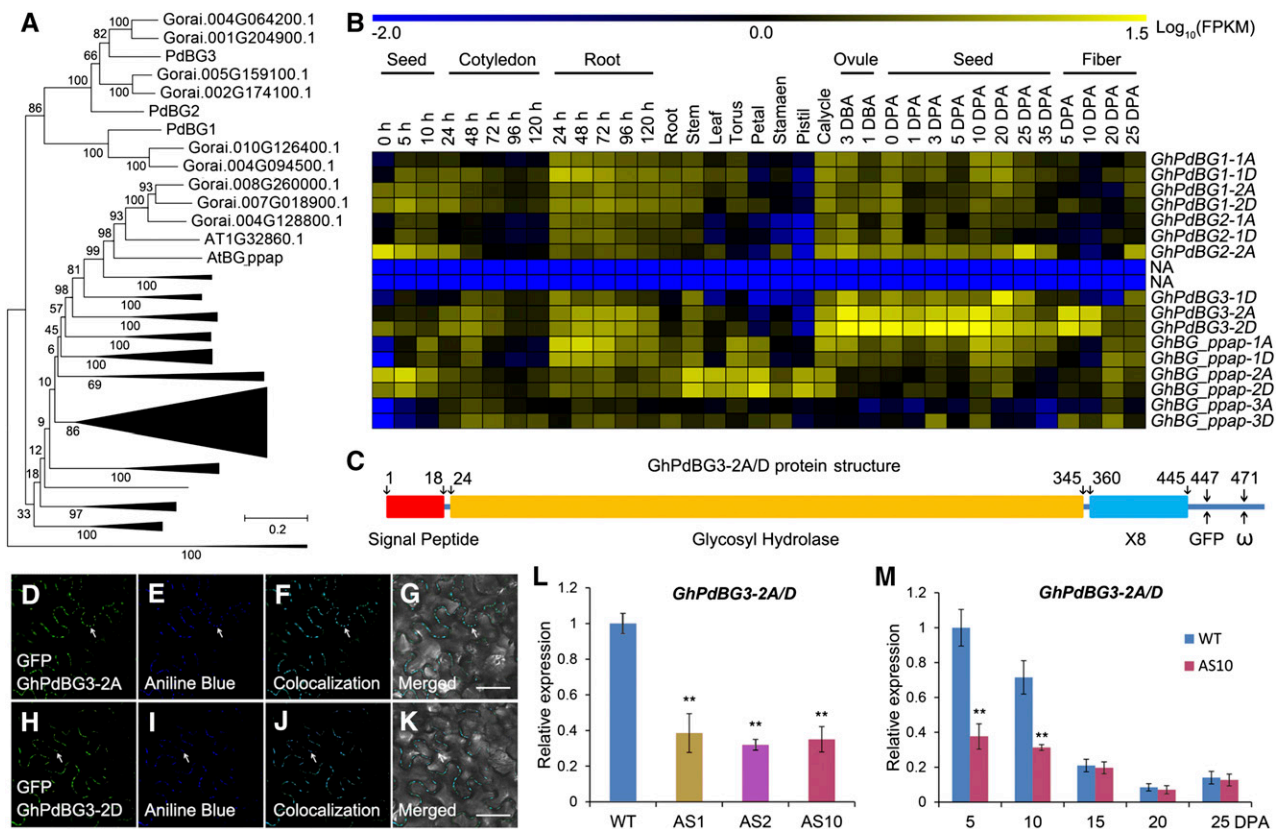 A
100
Gorai.004G064200.1
82
Gorai.001G204900.1
66
PdBG3
100
Gorai.005G159100.1
100
Gorai.002G174100.1
86
PdBG2
PdBG1
100
Gorai.010G126400.1
100
Gorai.004G094500.1
Gorai.008G260000.1
93
100
Gorai.007G018900.1
93
Gorai.004G128800.1
98
AT1G32860.1
99
AtBG_ppap
81
100
98
100
57
100
45
100
6
100
69
10
9
86
12
100
18
97
33
100
0.2
100
B
-2.0
0.0
1.5
Log10(FPKM)
Seed
Cotyledon
Root
Ovule
Seed
Fiber
0 h
5 h
10 h
24 h
48 h
72 h
96 h
120 h
24 h
48 h
72 h
96 h
120 h
Root
Stem
Leaf
Torus
Petal
Stamaen
Pistil
Calycle
3 DBA
1 DBA
0 DPA
1 DPA
3 DPA
5 DPA
10 DPA
20 DPA
25 DPA
35 DPA
5 DPA
10 DPA
20 DPA
25 DPA
GhPdBG1-1A
GhPdBG1-1D
GhPdBG1-2A
GhPdBG1-2D
GhPdBG2-1A
GhPdBG2-1D
GhPdBG2-2A
NA
NA
GhPdBG3-1D
GhPdBG3-2A
GhPdBG3-2D
GhBG_ppap-1A
GhBG_ppap-1D
GhBG_ppap-2A
GhBG_ppap-2D
GhBG_ppap-3A
GhBG_ppap-3D
C
GhPdBG3-2A/D protein structure
1 18 24 345 360 445 447 471
Signal Peptide Glycosyl Hydrolase X8 GFP ω
D
GFP
GhPdBG3-2A
E
Aniline Blue
F
Colocalization
G
Merged
H
GFP
GhPdBG3-2D
I
Aniline Blue
J
Colocalization
K
Merged
L
GhPdBG3-2A/D
Relative expression
1.2
1
0.8
0.6
0.4
0.2
0
**
**
**
WT AS1 AS2 AS10
M
GhPdBG3-2A/D
Relative expression
1.2
1
0.8
0.6
0.4
0.2
0
WT
AS10
**
**
5 10 15 20 25 DPA